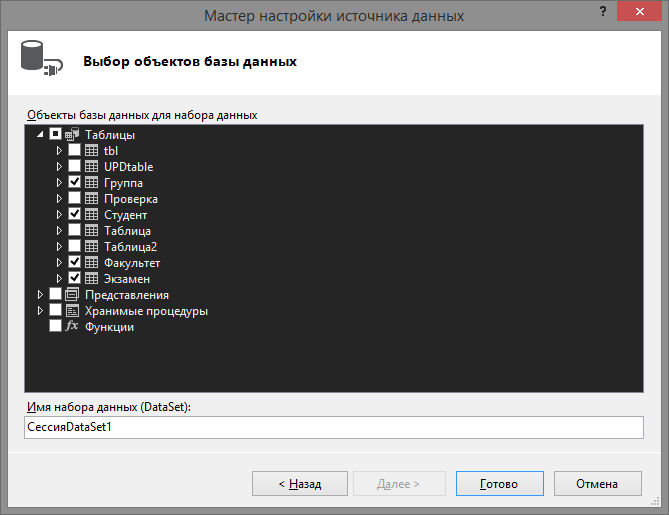 Мастер настройки источника данных
?
Выбор объектов базы данных
Объекты базы данных для набора данных
Таблицы
tbl
UPDtable
Группа
Проверка
Студент
Таблица
Таблица2
Факультет
Экзамен
Представления
Хранимые процедуры
fx Функции
Имя набора данных (DataSet):
СессияDataSet1
< Назад
Далее >
Готово
Отмена